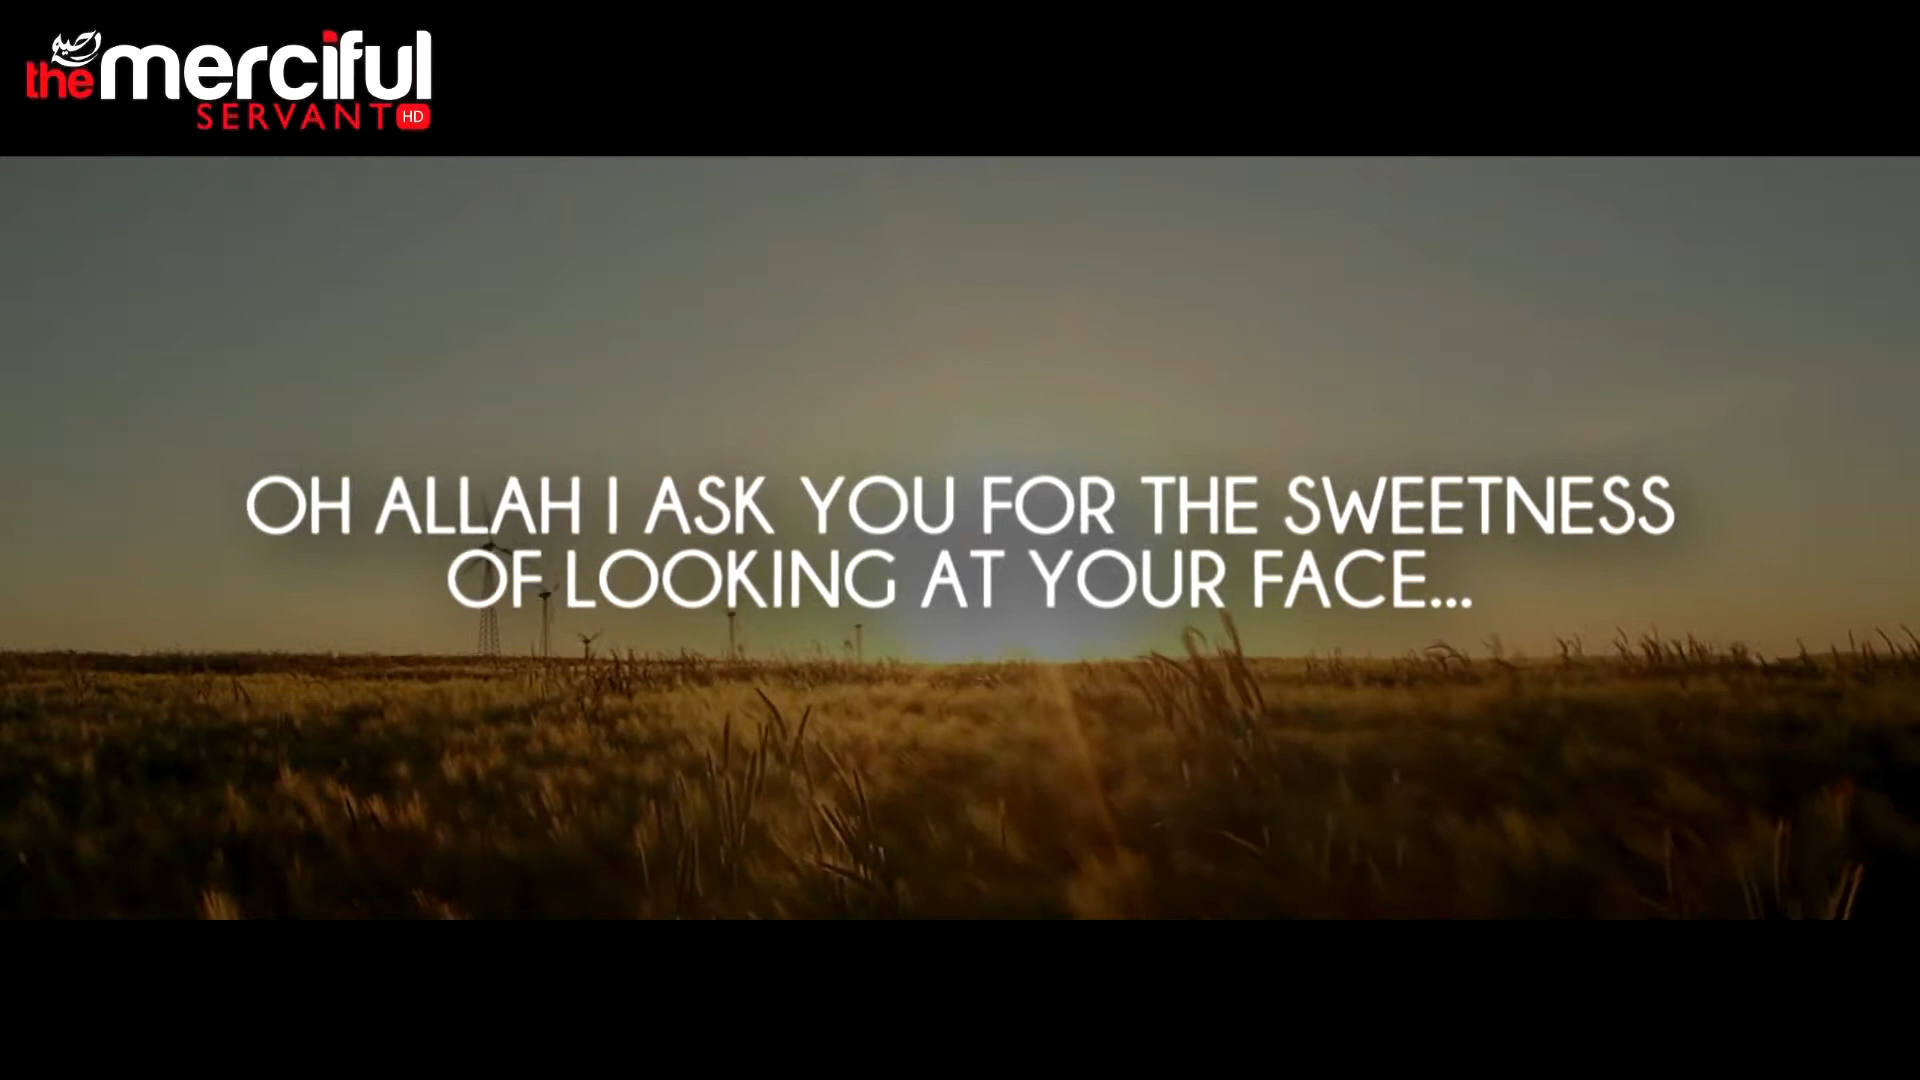 the merciful
SERVANT HD
OH ALLAH I ASK YOU FOR THE SWEETNESS
OF LOOKING AT YOUR FACE...